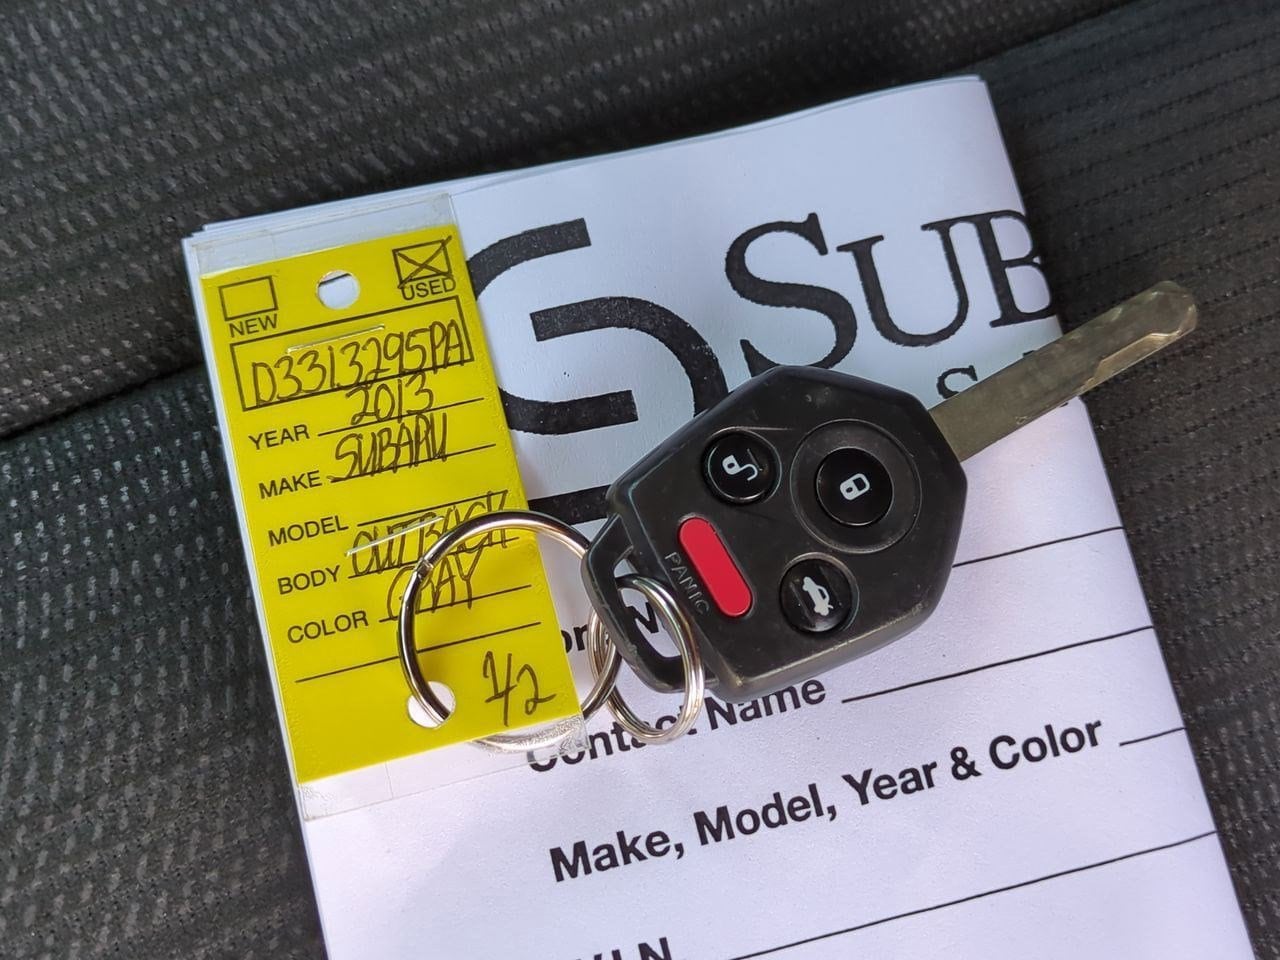 NEW
USED
D3313295PA
YEAR 2013
MAKE SUBARU
MODEL
BODY OUTBACK
COLOR GRAY
1/2
SUB
S
PANIC
Contact Name
Make, Model, Year & Color